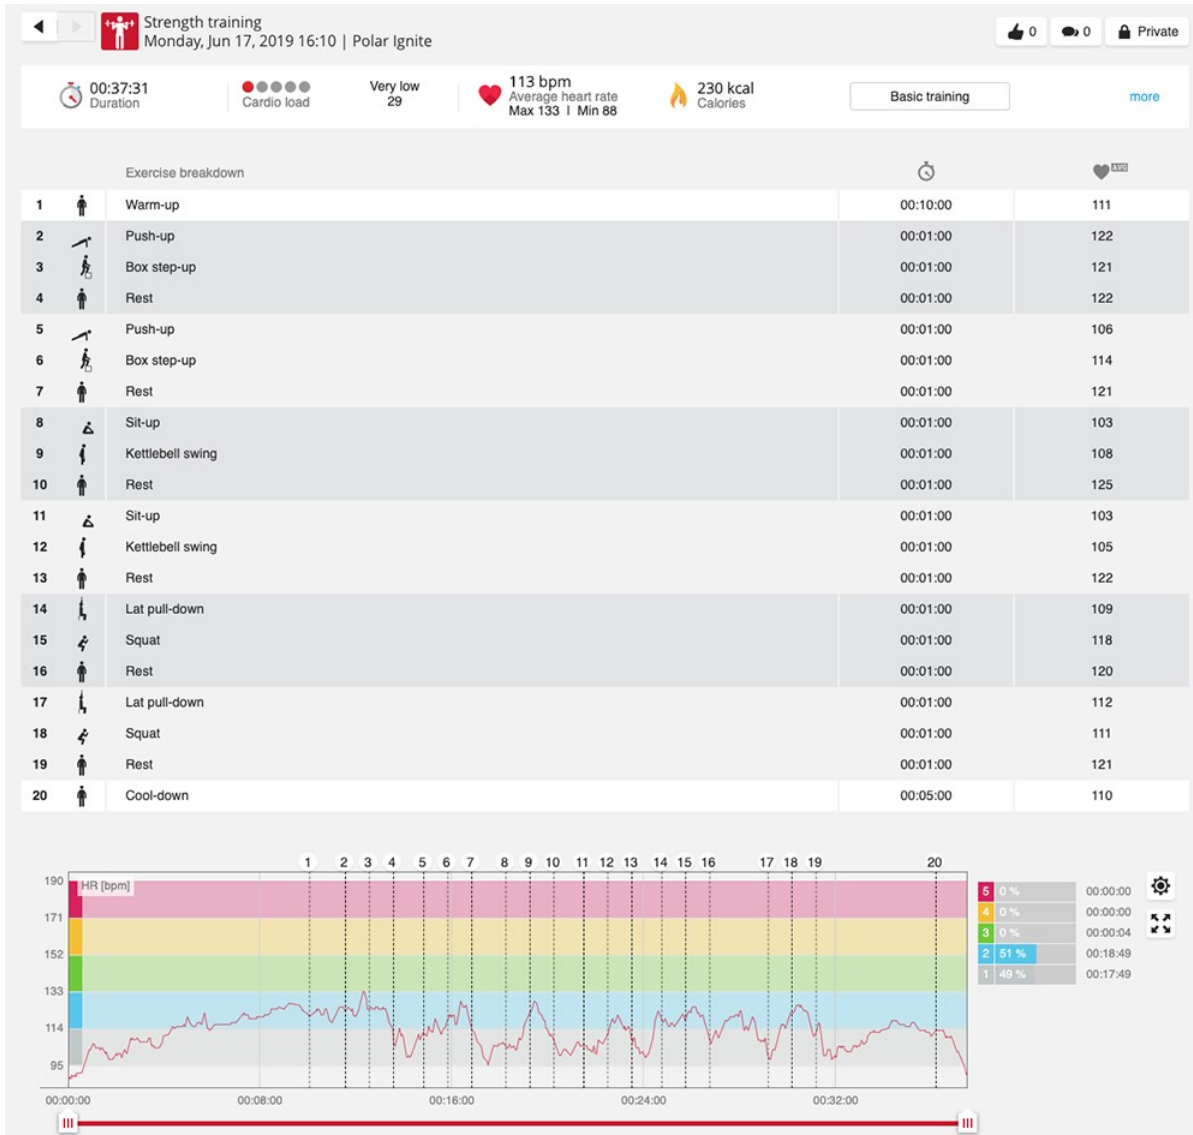 Strength training
Monday, Jun 17, 2019 16:10 | Polar Ignite
0 0 Private
00:37:31
Duration
Cardio load
Very low
29
113 bpm
Average heart rate
Max 133 | Min 88
230 kcal
Calories
Basic training
more
Exercise breakdown AVG
1 Warm-up 00:10:00 111
2 Push-up 00:01:00 122
3 Box step-up 00:01:00 121
4 Rest 00:01:00 122
5 Push-up 00:01:00 106
6 Box step-up 00:01:00 114
7 Rest 00:01:00 121
8 Sit-up 00:01:00 103
9 Kettlebell swing 00:01:00 108
10 Rest 00:01:00 125
11 Sit-up 00:01:00 103
12 Kettlebell swing 00:01:00 105
13 Rest 00:01:00 122
14 Lat pull-down 00:01:00 109
15 Squat 00:01:00 118
16 Rest 00:01:00 120
17 Lat pull-down 00:01:00 112
18 Squat 00:01:00 111
19 Rest 00:01:00 121
20 Cool-down 00:05:00 110
1 2 3 4 5 6 7 8 9 10 11 12 13 14 15 16 17 18 19 20
HR [bpm]
190
171
152
133
114
95
00:00:00 00:08:00 00:16:00 00:24:00 00:32:00
5 0 % 00:00:00
4 0 % 00:00:00
3 0 % 00:00:04
2 51 % 00:18:49
1 49 % 00:17:49